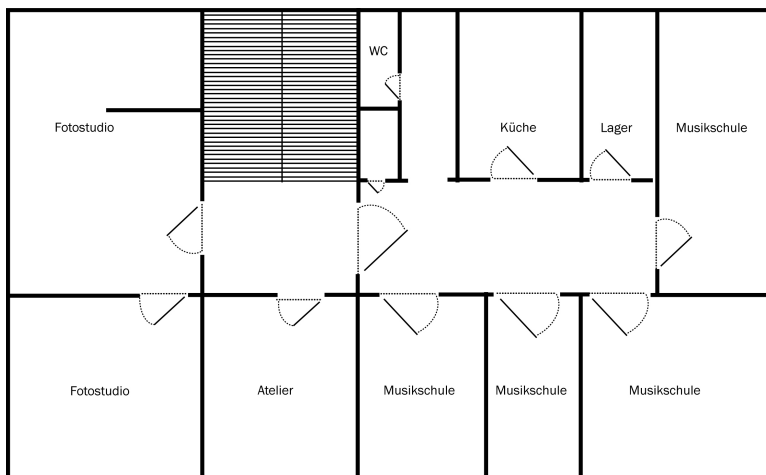 WC
Fotostudio
Küche
Lager
Musikschule
Fotostudio
Atelier
Musikschule
Musikschule
Musikschule